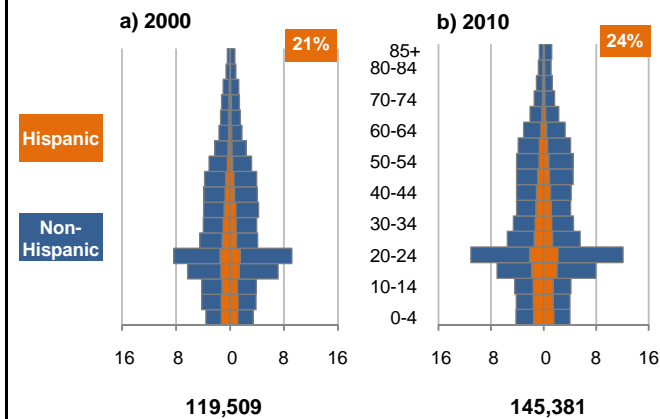 a) 2000
21%
b) 2010
24%
Hispanic
Non-
Hispanic
85+
80-84
70-74
60-64
50-54
40-44
30-34
20-24
10-14
0-4
16 8 0 8 16
16 8 0 8 16
119,509
145,381